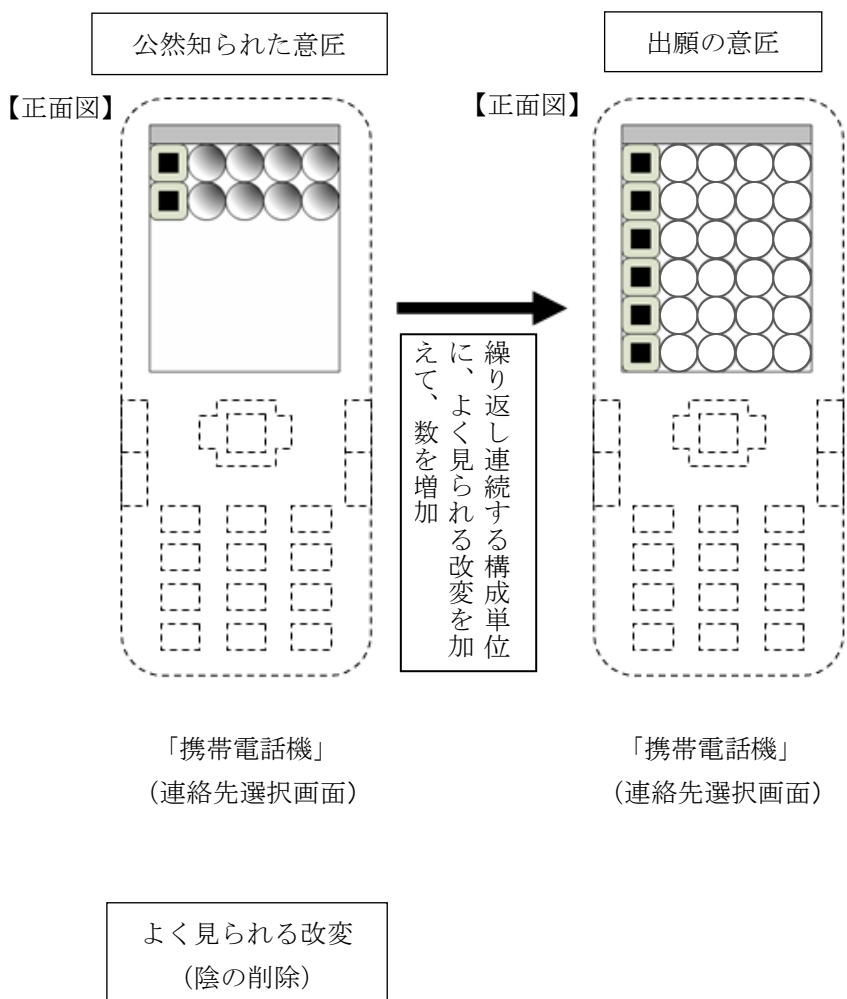 公然知られた意匠
出願の意匠
【正面図】
【正面図】
繰り返し連続する構成単位
に、よく見られる改変を加
えて、数を増加
「携帯電話機」
（連絡先選択画面）
「携帯電話機」
（連絡先選択画面）
よく見られる改変
（陰の削除）